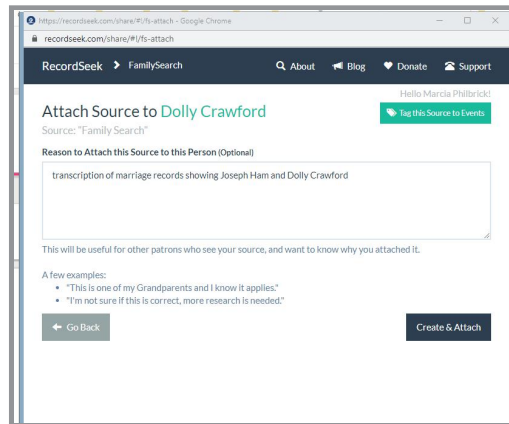 https://recordseek.com/share/#!/fs-attach - Google Chrome
recordseek.com/share/#!/fs-attach
RecordSeek > FamilySearch About Blog Donate Support
Hello Marcia Philbrick!
Attach Source to Dolly Crawford
Tag this Source to Events
Source: "Family Search"
Reason to Attach this Source to this Person (Optional)
transcription of marriage records showing Joseph Ham and Dolly Crawford
This will be useful for other patrons who see your source, and want to know why you attached it.
A few examples:
• "This is one of my Grandparents and I know it applies."
• "I'm not sure if this is correct, more research is needed."
Go Back
Create & Attach